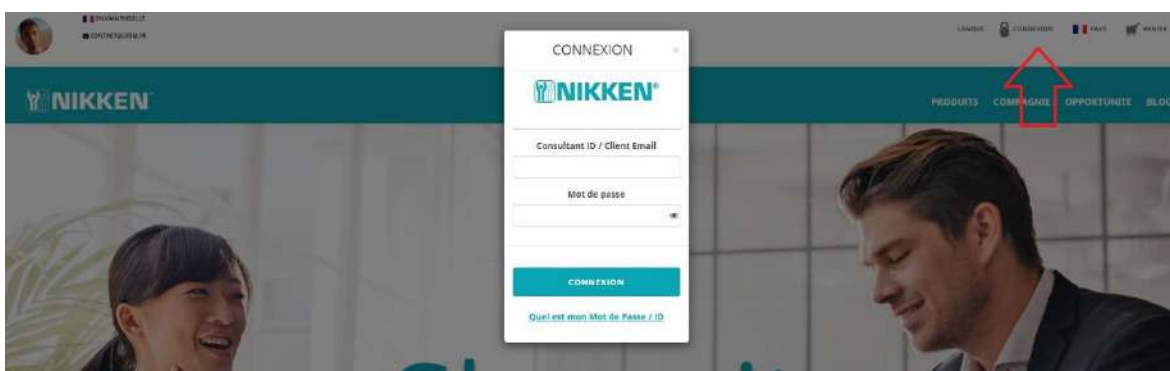 LANGUE CONNEXION PAYS PANIER
NIKKEN
PRODUITS COMPAGNIE OPPORTUNITE BLOG
CONNEXION ×
NIKKEN®
Consultant ID / Client Email
Mot de passe
CONNEXION
Quel est mon Mot de Passe / ID